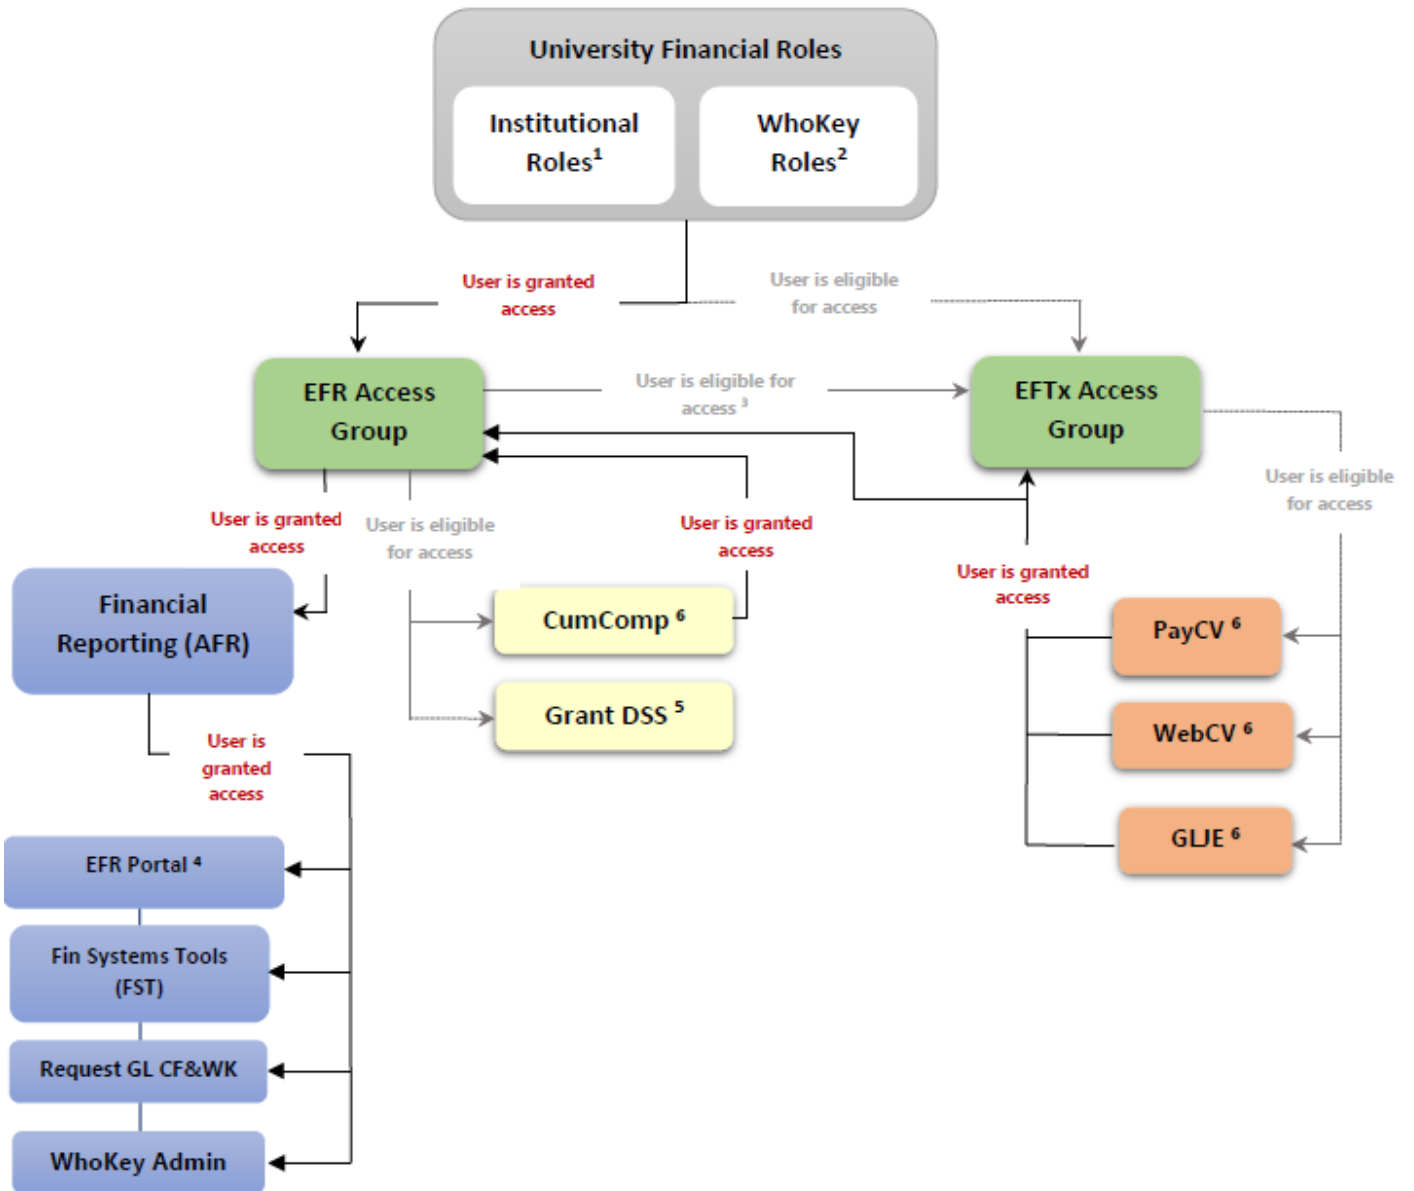 University Financial Roles
Institutional
Roles¹
WhoKey
Roles²
User is granted
access
User is eligible
for access
EFR Access
Group
User is eligible for
access ³
EFTx Access
Group
User is granted
access
User is eligible
for access
User is granted
access
User is eligible
for access
User is granted
access
Financial
Reporting (AFR)
CumComp ⁶
Grant DSS ⁵
PayCV ⁶
WebCV ⁶
GLJE ⁶
User is
granted
access
EFR Portal ⁴
Fin Systems Tools
(FST)
Request GL CF&WK
WhoKey Admin